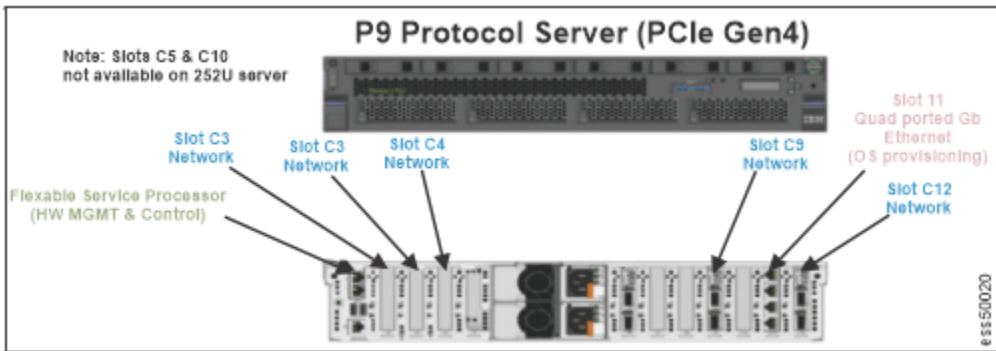 P9 Protocol Server (PCIe Gen4)
Note: Slots C5 & C10
not available on 252U server
Slot C3
Network
Slot C3
Network
Slot C4
Network
Slot C9
Network
Slot 11
Quad ported Gb
Ethernet
(OS provisioning)
Slot C12
Network
Flexable Service Processor
(HW MGMT & Control)
IBM
ess50020